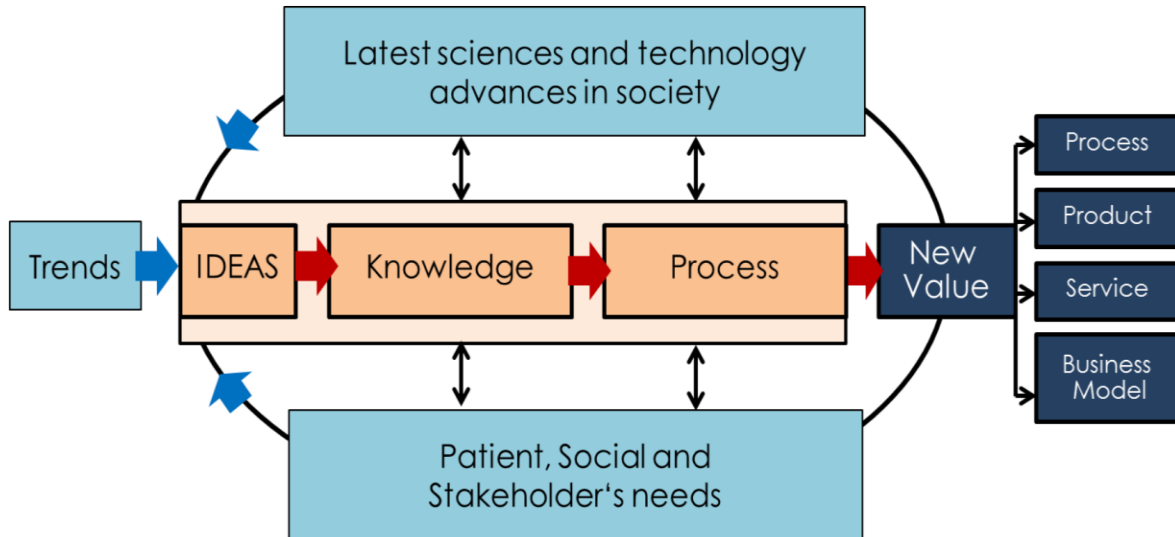 Latest sciences and technology
advances in society
Trends
IDEAS
Knowledge
Process
New
Value
Process
Product
Service
Business
Model
Patient, Social and
Stakeholder‘s needs